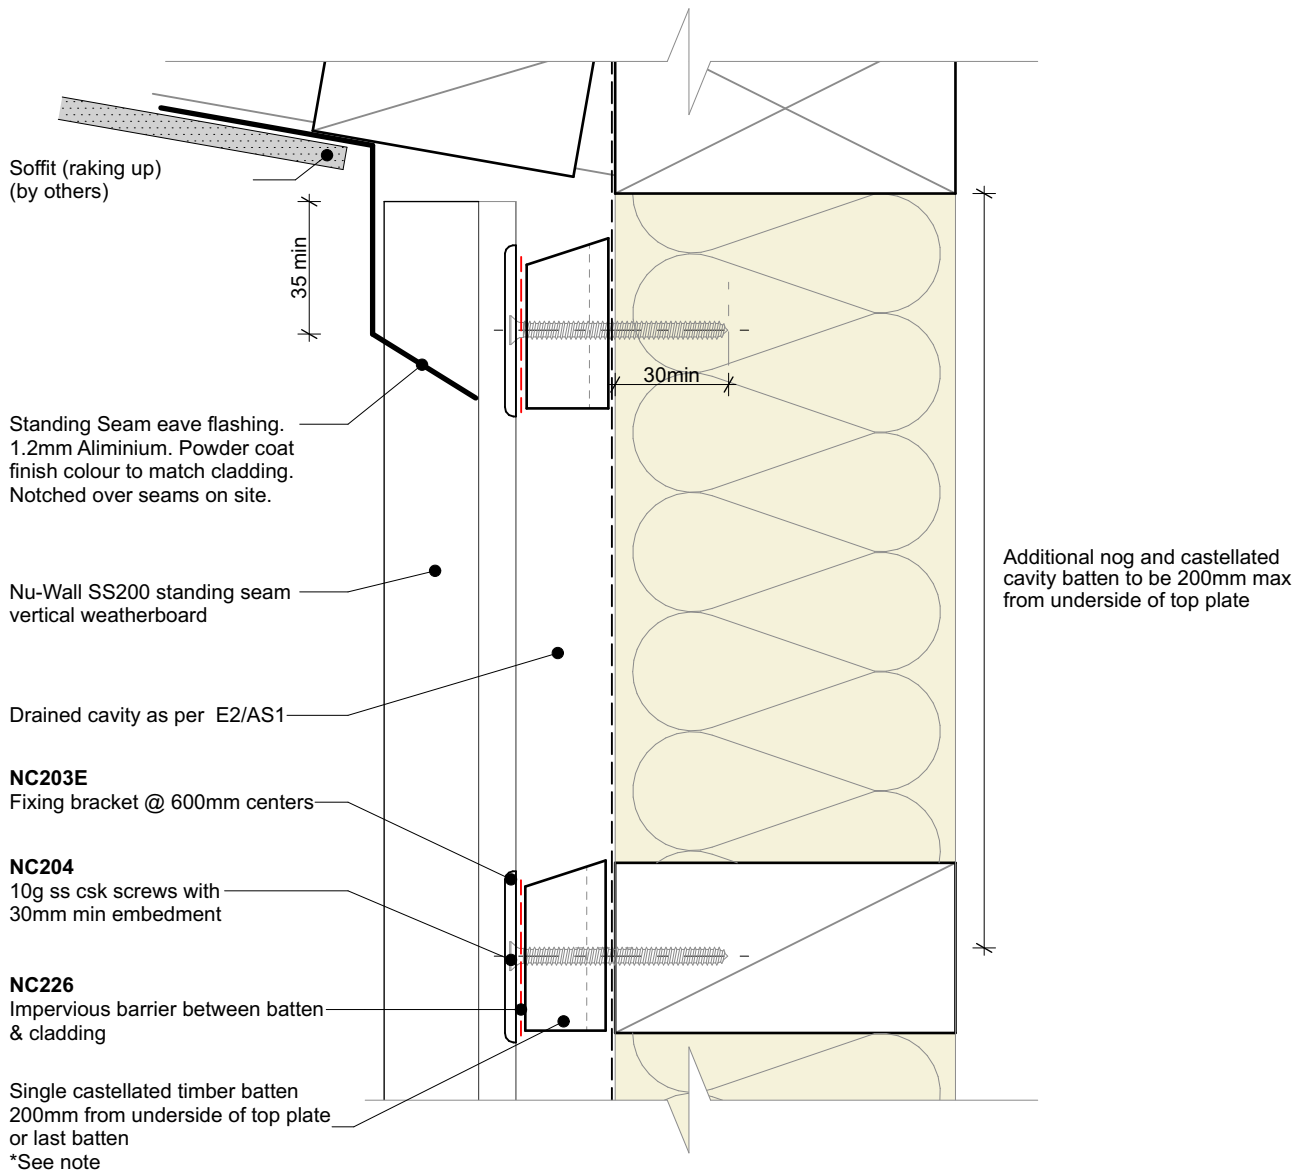 Soffit (raking up)
(by others)
35 min
30min
Standing Seam eave flashing.
1.2mm Aliminium. Powder coat
finish colour to match cladding.
Notched over seams on site.
Additional nog and castellated
cavity batten to be 200mm max
from underside of top plate
Nu-Wall SS200 standing seam
vertical weatherboard
Drained cavity as per E2/AS1
NC203E
Fixing bracket @ 600mm centers
NC204
10g ss csk screws with
30mm min embedment
NC226
Impervious barrier between batten
& cladding
Single castellated timber batten
200mm from underside of top plate
or last batten
*See note